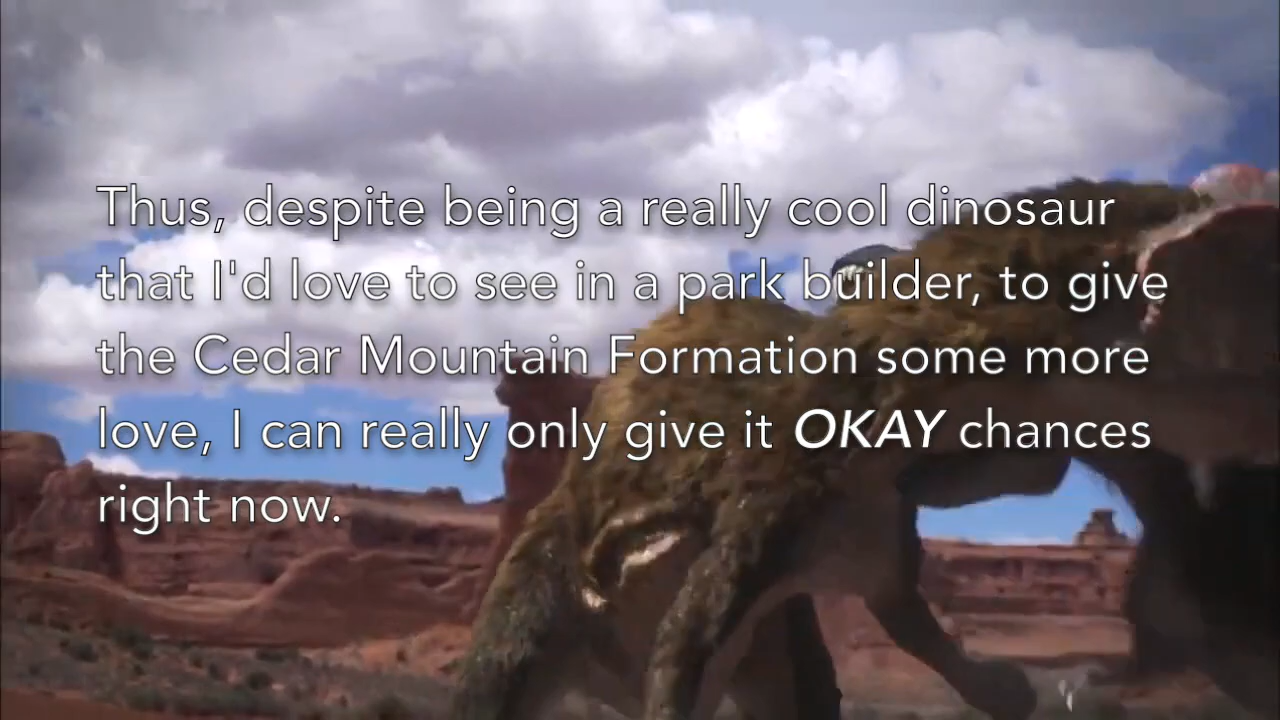 Thus, despite being a really cool dinosaur
that I'd love to see in a park builder, to give
the Cedar Mountain Formation some more
love, I can really only give it OKAY chances
right now.